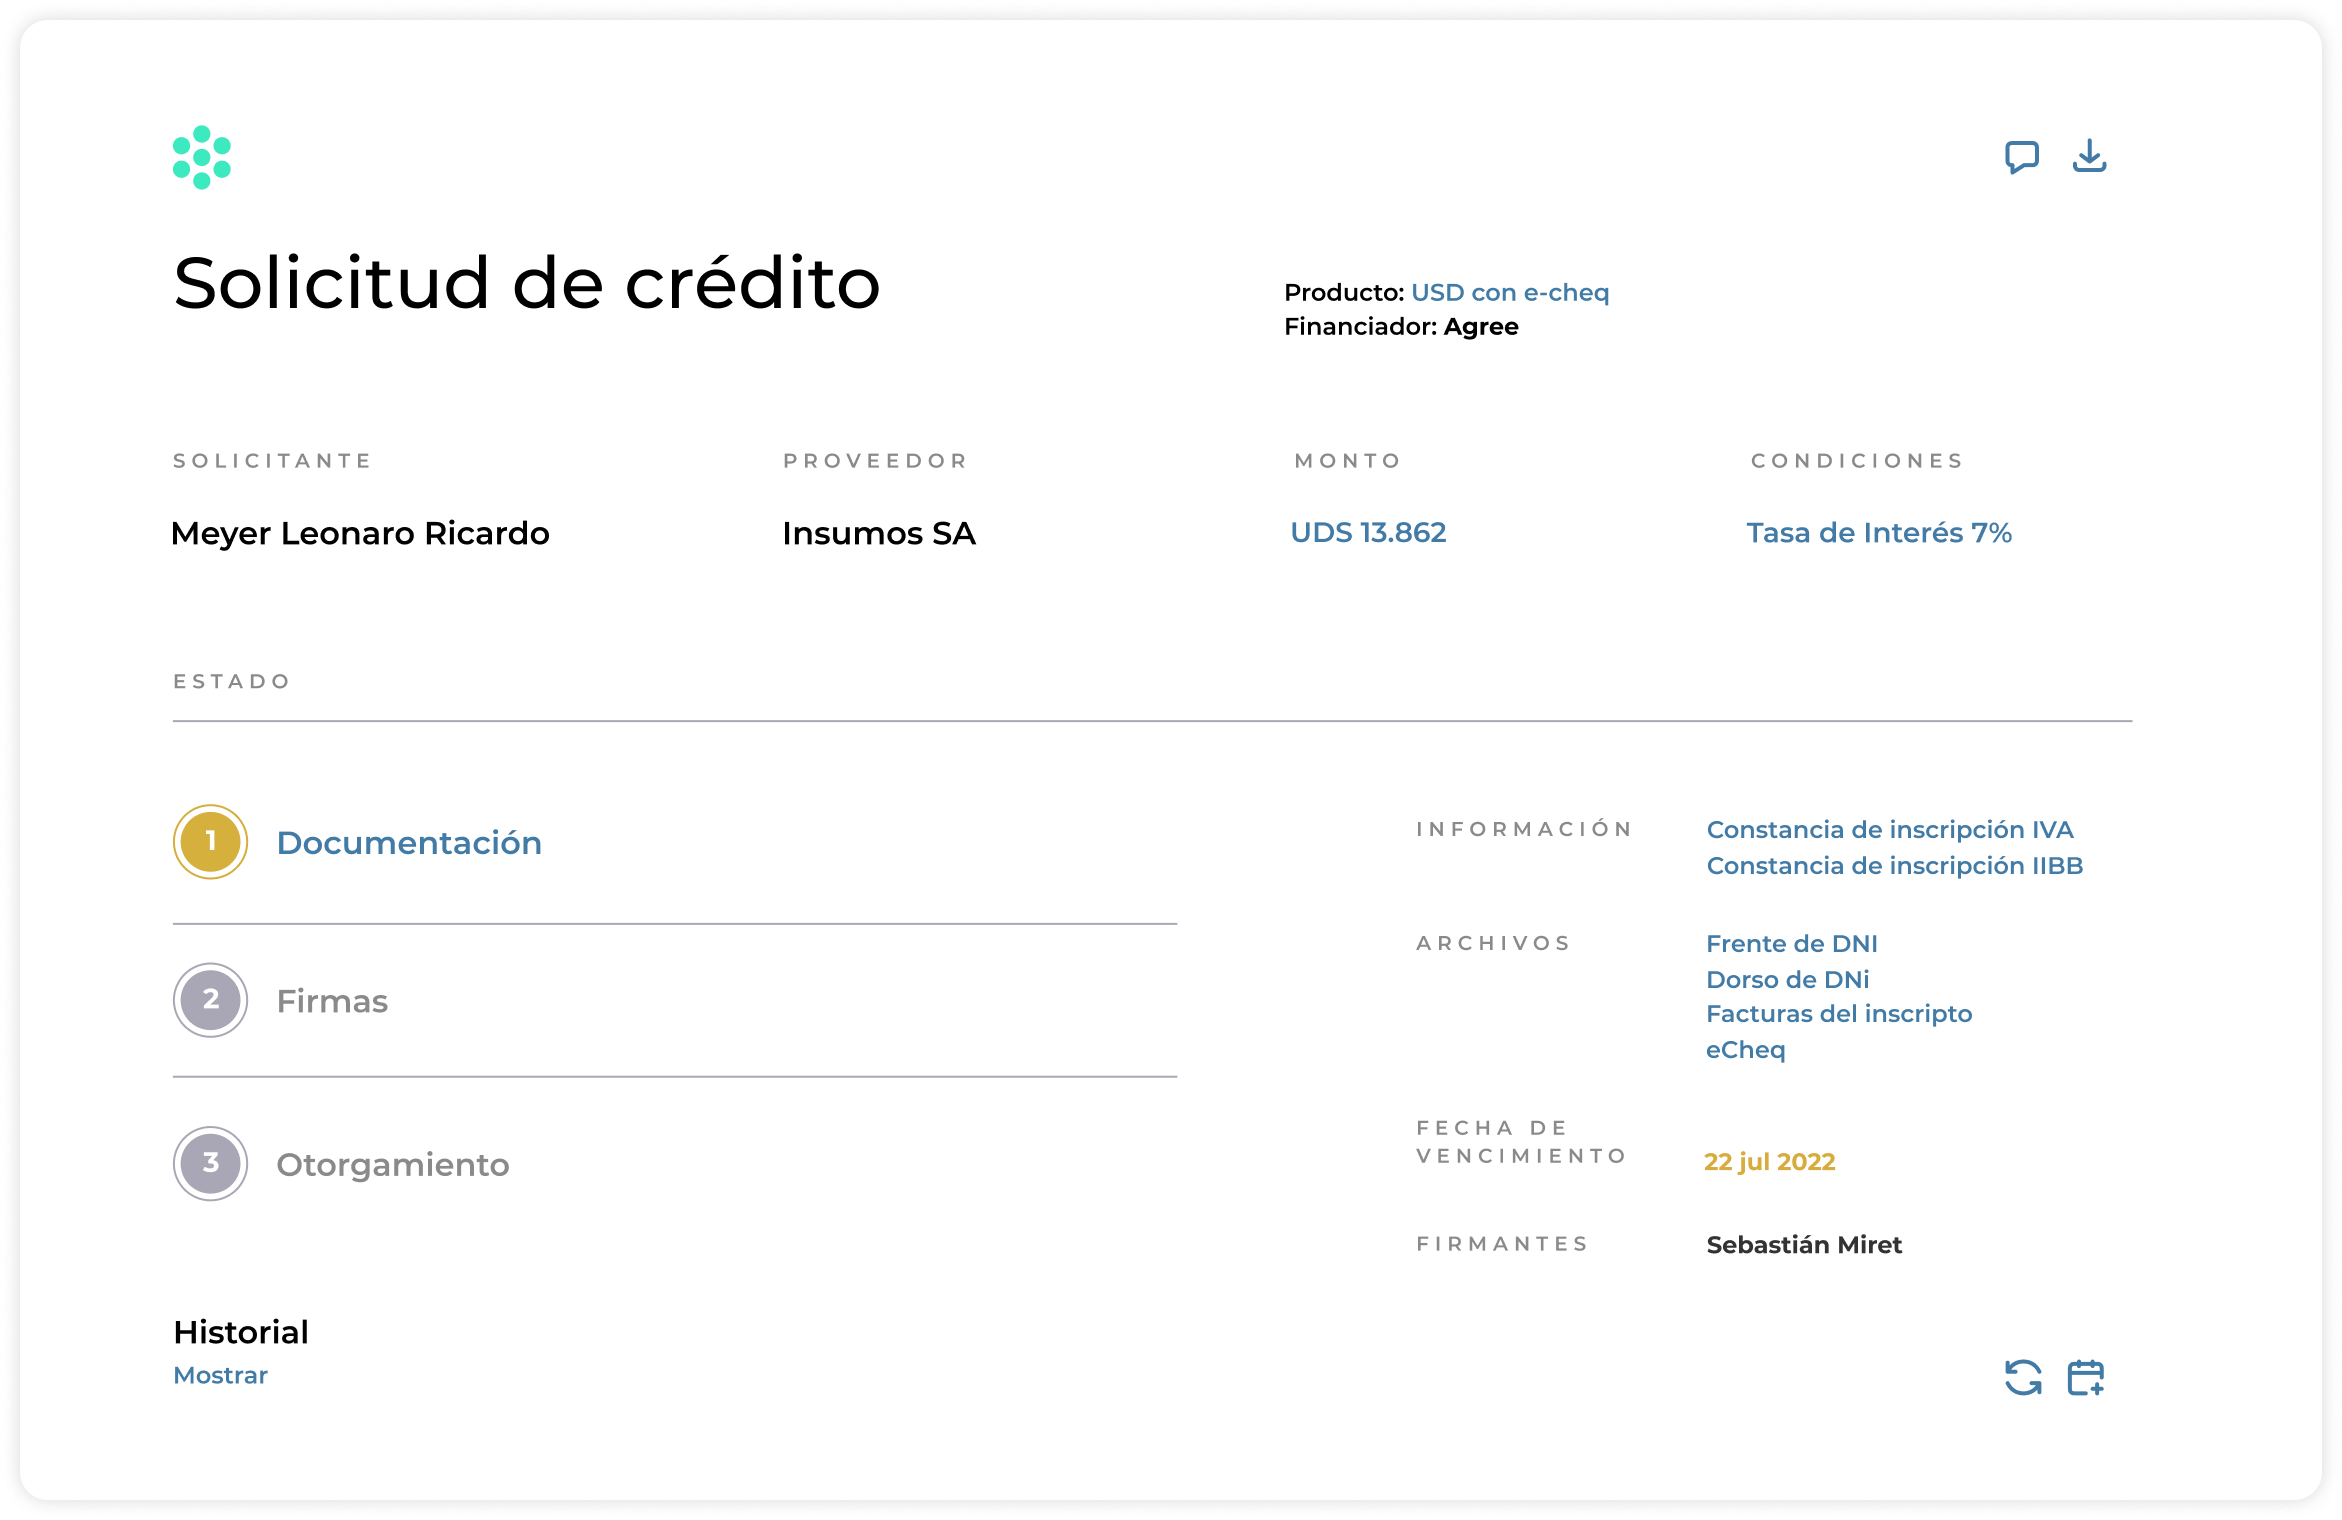 Solicitud de crédito
Producto: USD con e-cheq
Financiador: Agree
SOLICITANTE
Meyer Leonaro Ricardo
PROVEEDOR
Insumos SA
MONTO
UDS 13.862
CONDICIONES
Tasa de Interés 7%
ESTADO
1
Documentación
2
Firmas
3
Otorgamiento
INFORMACIÓN
Constancia de inscripción IVA
Constancia de inscripción IIBB
ARCHIVOS
Frente de DNI
Dorso de DNi
Facturas del inscripto
eCheq
FECHA DE
VENCIMIENTO
22 jul 2022
FIRMANTES
Sebastián Miret
Historial
Mostrar